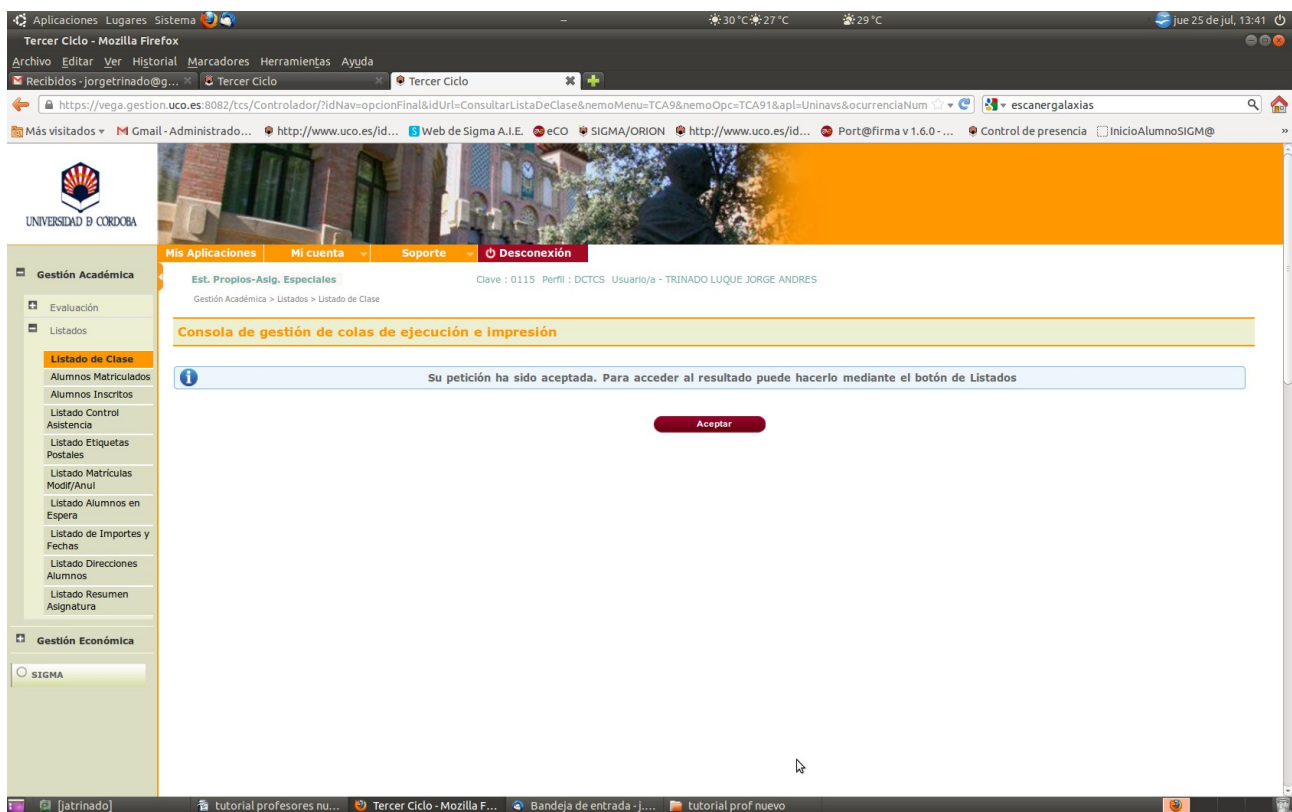 Aplicaciones Lugares Sistema
30 °C 27 °C 29 °C
jue 25 de jul, 13:41
Tercer Ciclo - Mozilla Firefox
Archivo Editar Ver Historial Marcadores Herramientas Ayuda
Recibidos - jorgetrinado@g... Tercer Ciclo Tercer Ciclo
https://vega.gestion.uco.es:8082/tcs/Controlador/?idNav=opcionFinal&idUrl=ConsultarListaDeClase&nemoMenu=TCA9&nemoOpc=TCA91&apl=Uninavs&ocurrenciaNum escanergalaxias
Más visitados Gmail - Administrado... http://www.uco.es/id... Web de Sigma A.I.E. eCO SIGMA/ORION http://www.uco.es/id... Port@firma v 1.6.0 - ... Control de presencia InicioAlumnoSIGM@ »
UNIVERSIDAD Ð CORDOBA
Mis Aplicaciones Mi cuenta Soporte Desconexión
Gestión Académica
Evaluación
Listados
Listado de Clase
Alumnos Matriculados
Alumnos Inscritos
Listado Control
Asistencia
Listado Etiquetas
Postales
Listado Matrículas
Modif/Anul
Listado Alumnos en
Espera
Listado de Importes y
Fechas
Listado Direcciones
Alumnos
Listado Resumen
Asignatura
Gestión Económica
SIGMA
Est. Propios-Asig. Especiales Clave : 0115 Perfil : DCTCS Usuario/a - TRINADO LUQUE JORGE ANDRES
Gestión Académica > Listados > Listado de Clase
Consola de gestión de colas de ejecución e impresión
Su petición ha sido aceptada. Para acceder al resultado puede hacerlo mediante el botón de Listados
Aceptar
[jatrinado] tutorial profesores nu... Tercer Ciclo - Mozilla F... Bandeja de entrada - j.... tutorial prof nuevo